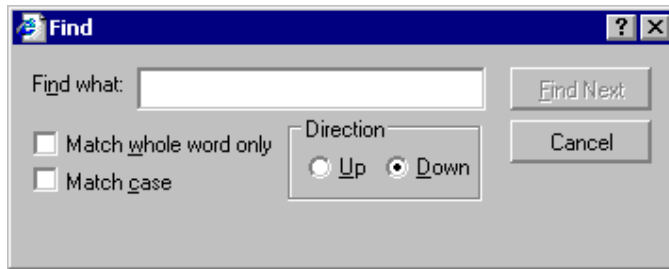 Find
Find what:
Find Next
Match whole word only
Direction
Cancel
Up Down
Match case